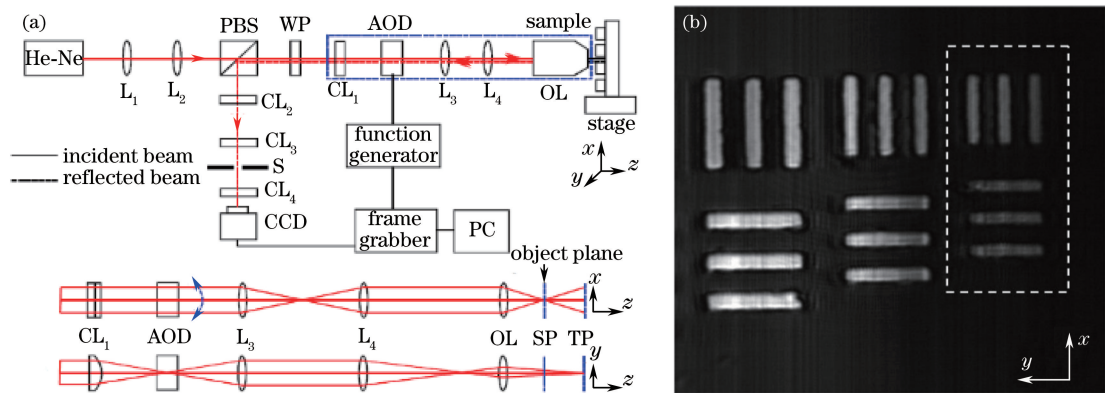 (a)
PBS
WP
AOD
sample
He-Ne
L1
L2
CL1
L3
L4
OL
CL2
stage
CL3
function
generator
incident beam
reflected beam
S
x
y
z
CL4
CCD
frame
grabber
PC
object plane
x
z
CL1
AOD
L3
L4
OL
SP
TP
y
z
(b)
x
y